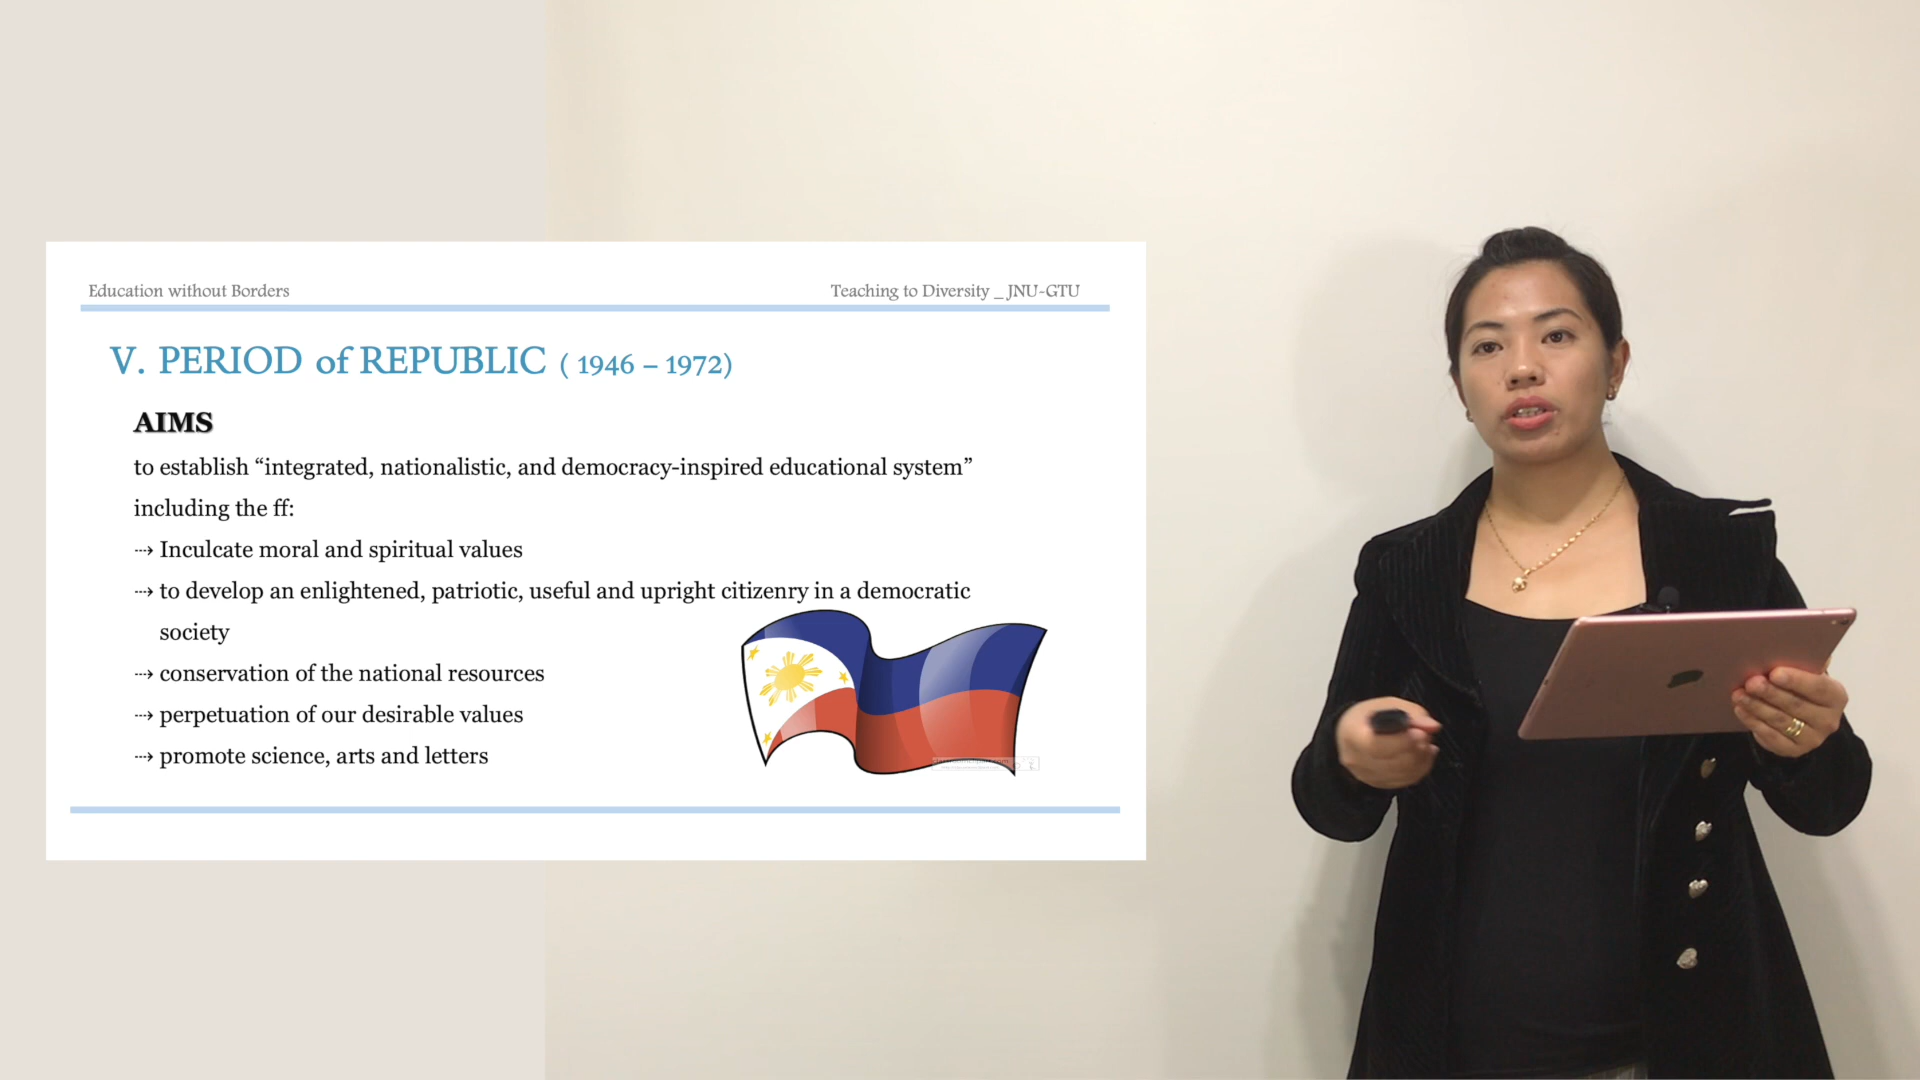 Education without Borders
Teaching to Diversity _ JNU-GTU
V. PERIOD of REPUBLIC ( 1946 – 1972)
AIMS
to establish “integrated, nationalistic, and democracy-inspired educational system”
including the ff:
⤏ Inculcate moral and spiritual values
⤏ to develop an enlightened, patriotic, useful and upright citizenry in a democratic
society
⤏ conservation of the national resources
⤏ perpetuation of our desirable values
⤏ promote science, arts and letters